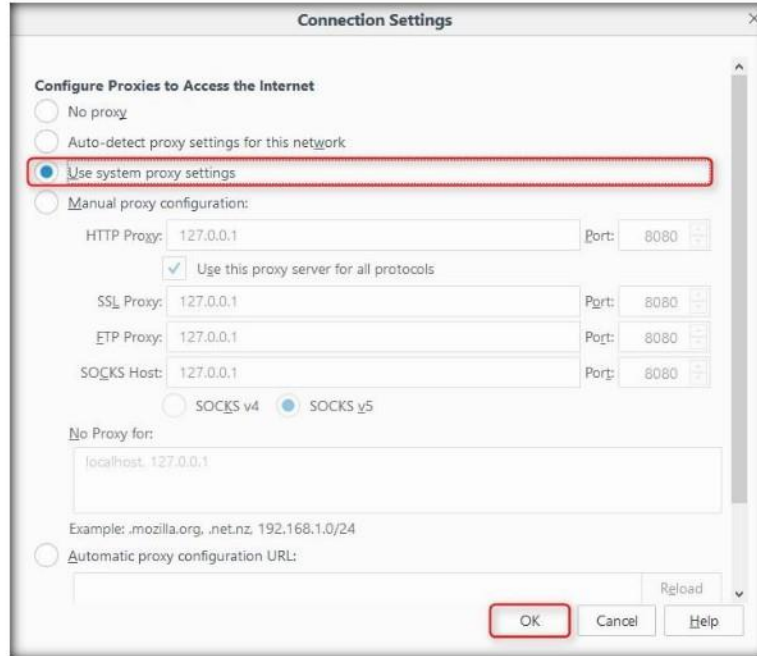 Connection Settings
Configure Proxies to Access the Internet
No proxy
Auto-detect proxy settings for this network
Use system proxy settings
Manual proxy configuration:
HTTP Proxy: 127.0.0.1 Port: 8080
Use this proxy server for all protocols
SSL Proxy: 127.0.0.1 Port: 8080
FTP Proxy: 127.0.0.1 Port: 8080
SOCKS Host: 127.0.0.1 Port: 8080
SOCKS v4 SOCKS v5
No Proxy for:
localhost, 127.0.0.1
Example: .mozilla.org, .net.nz, 192.168.1.0/24
Automatic proxy configuration URL:
Reload
OK Cancel Help